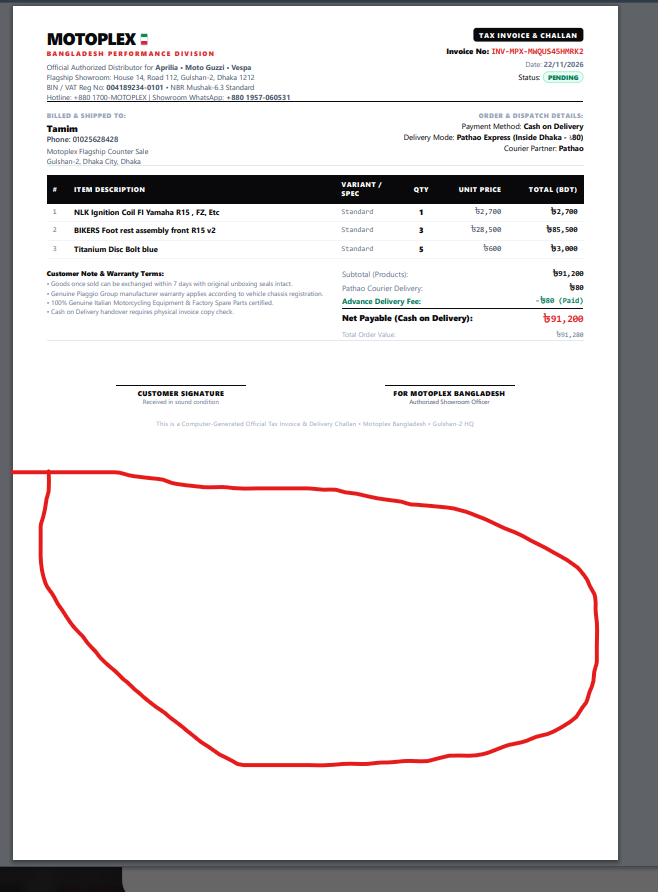 MOTOPLEX
BANGLADESH PERFORMANCE DIVISION
Official Authorized Distributor for Aprilia • Moto Guzzi • Vespa
Flagship Showroom: House 14, Road 112, Gulshan-2, Dhaka 1212
BIN / VAT Reg No: 004189234-0101 • NBR Mushak-6.3 Standard
Hotline: +880 1700-MOTOPLEX | Showroom WhatsApp: +880 1957-060531
TAX INVOICE & CHALLAN
Invoice No: INV-MPX-MWQUS45HMRK2
Date: 22/11/2026
Status: PENDING
BILLED & SHIPPED TO:
Tamim
Phone: 01025628428
Motoplex Flagship Counter Sale
Gulshan-2, Dhaka City, Dhaka
ORDER & DISPATCH DETAILS:
Payment Method: Cash on Delivery
Delivery Mode: Pathao Express (Inside Dhaka - ৳80)
Courier Partner: Pathao
# ITEM DESCRIPTION VARIANT / SPEC QTY UNIT PRICE TOTAL (BDT)
1 NLK Ignition Coil FI Yamaha R15 , FZ, Etc Standard 1 ৳2,700 ৳2,700
2 BIKERS Foot rest assembly front R15 v2 Standard 3 ৳28,500 ৳85,500
3 Titanium Disc Bolt blue Standard 5 ৳600 ৳3,000
Customer Note & Warranty Terms:
• Goods once sold can be exchanged within 7 days with original unboxing seals intact.
• Genuine Piaggio Group manufacturer warranty applies according to vehicle chassis registration.
• 100% Genuine Italian Motorcycling Equipment & Factory Spare Parts certified.
• Cash on Delivery handover requires physical invoice copy check.
Subtotal (Products): ৳91,200
Pathao Courier Delivery: ৳80
Advance Delivery Fee: -৳80 (Paid)
Net Payable (Cash on Delivery): ৳91,200
Total Order Value: ৳91,280
CUSTOMER SIGNATURE
Received in sound condition
FOR MOTOPLEX BANGLADESH
Authorized Showroom Officer
This is a Computer-Generated Official Tax Invoice & Delivery Challan • Motoplex Bangladesh • Gulshan-2 HQ